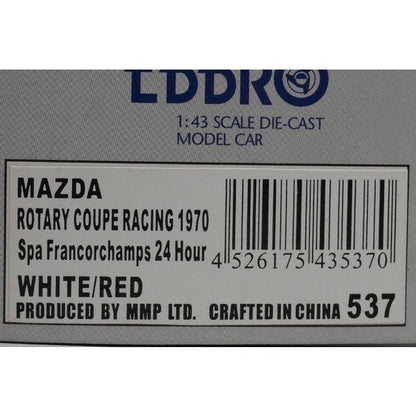 EBBRO
1:43 SCALE DIE-CAST
MODEL CAR
MAZDA
ROTARY COUPE RACING 1970
Spa Francorchamps 24 Hour
4 526175 435370
WHITE/RED
PRODUCED BY MMP LTD. CRAFTED IN CHINA 537